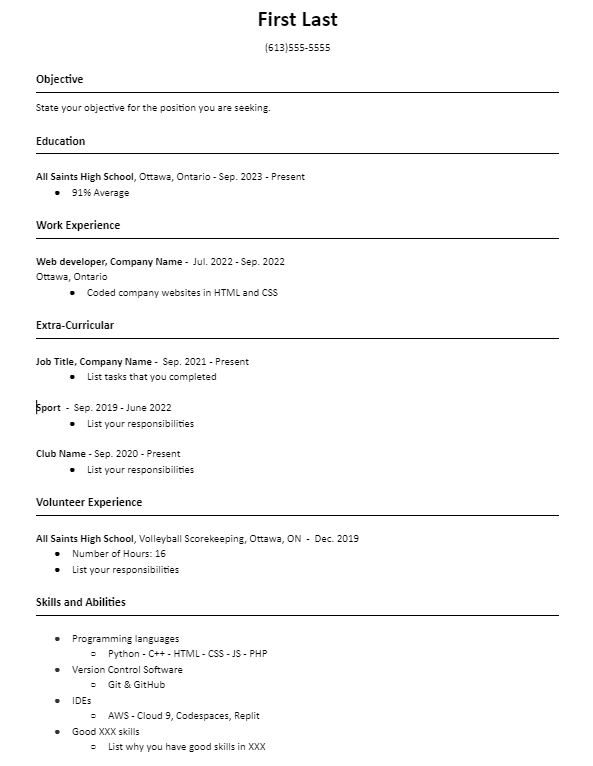 First Last
(613)555-5555
Objective
State your objective for the position you are seeking.
Education
All Saints High School, Ottawa, Ontario - Sep. 2023 - Present
● 91% Average
Work Experience
Web developer, Company Name - Jul. 2022 - Sep. 2022
Ottawa, Ontario
● Coded company websites in HTML and CSS
Extra-Curricular
Job Title, Company Name - Sep. 2021 - Present
● List tasks that you completed
Sport - Sep. 2019 - June 2022
● List your responsibilities
Club Name - Sep. 2020 - Present
● List your responsibilities
Volunteer Experience
All Saints High School, Volleyball Scorekeeping, Ottawa, ON - Dec. 2019
● Number of Hours: 16
● List your responsibilities
Skills and Abilities
● Programming languages
○ Python - C++ - HTML - CSS - JS - PHP
● Version Control Software
○ Git & GitHub
● IDEs
○ AWS - Cloud 9, Codespaces, Replit
● Good XXX skills
○ List why you have good skills in XXX